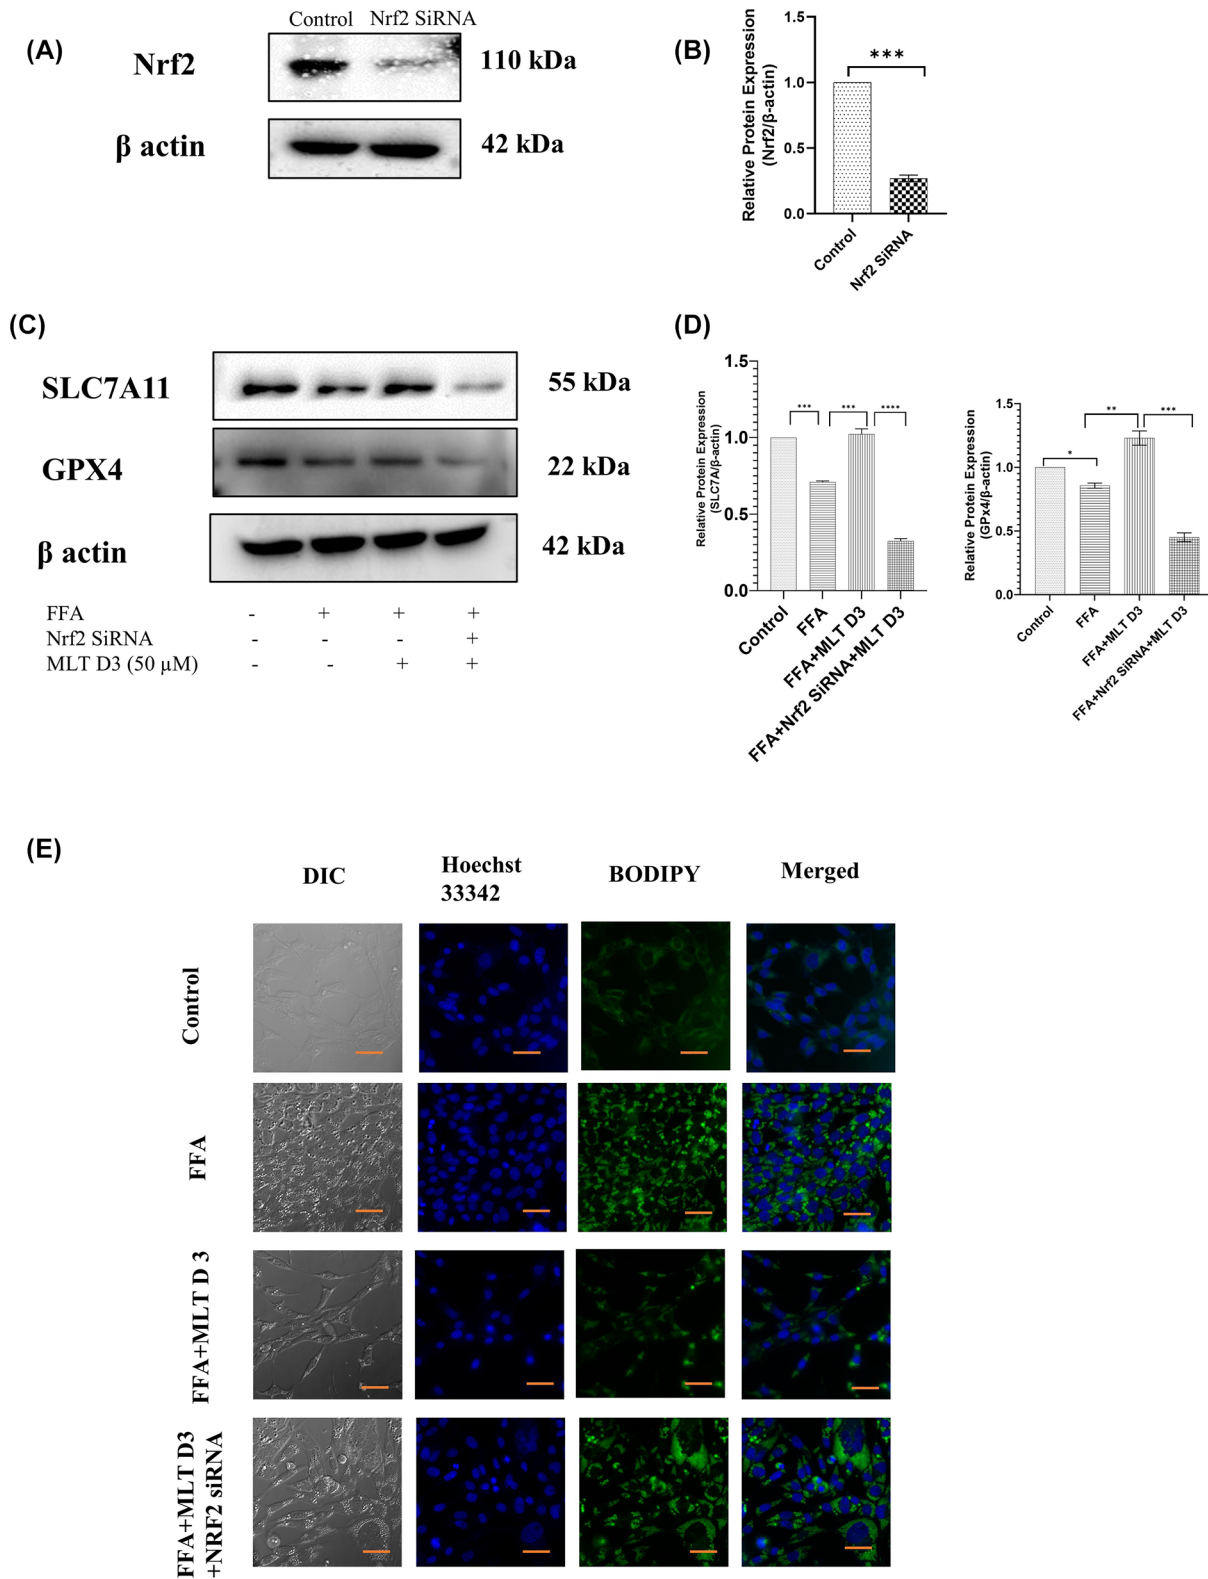 (A)
Control Nrf2 SiRNA
Nrf2
110 kDa
β actin
42 kDa
(B)
Relative Protein Expression
(Nrf2/β-actin)
1.5
1.0
0.5
0.0
***
Control
Nrf2 SiRNA
(C)
SLC7A11
55 kDa
GPX4
22 kDa
β actin
42 kDa
FFA - + + +
Nrf2 SiRNA - - - +
MLT D3 (50 µM) - - + +
(D)
Relative Protein Expression
(SLC7A/β-actin)
1.5
1.0
0.5
0.0
*** *** ****
Control
FFA
FFA+MLT D3
FFA+Nrf2 SiRNA+MLT D3
Relative Protein Expression
(GPx4/β-actin)
1.5
1.0
0.5
0.0
* ** ***
Control
FFA
FFA+MLT D3
FFA+Nrf2 SiRNA+MLT D3
(E)
DIC
Hoechst
33342
BODIPY
Merged
Control
FFA
FFA+MLT D 3
FFA+MLT D3
+NRF2 siRNA